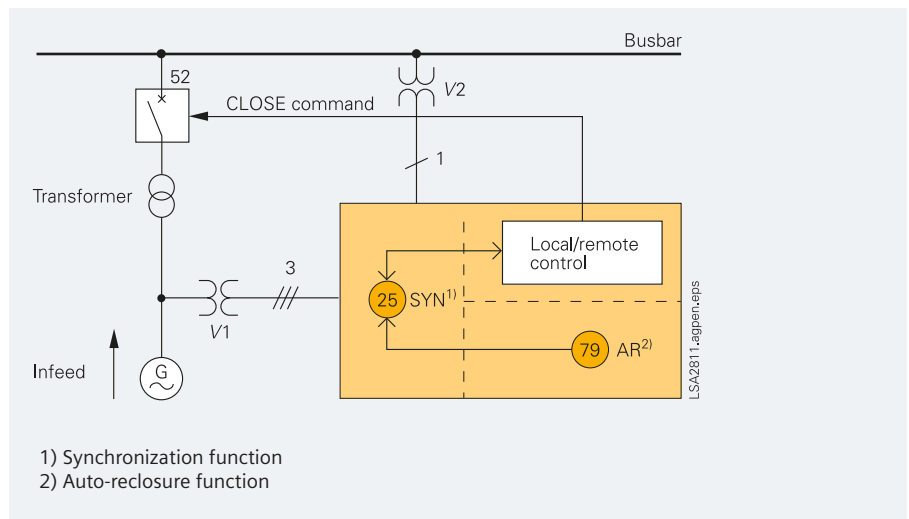 Busbar
52
V2
CLOSE command
1
Transformer
Local/remote
control
3
25 SYN1)
V1
79 AR2)
Infeed
G
LSA2811.agpen.eps
1) Synchronization function
2) Auto-reclosure function